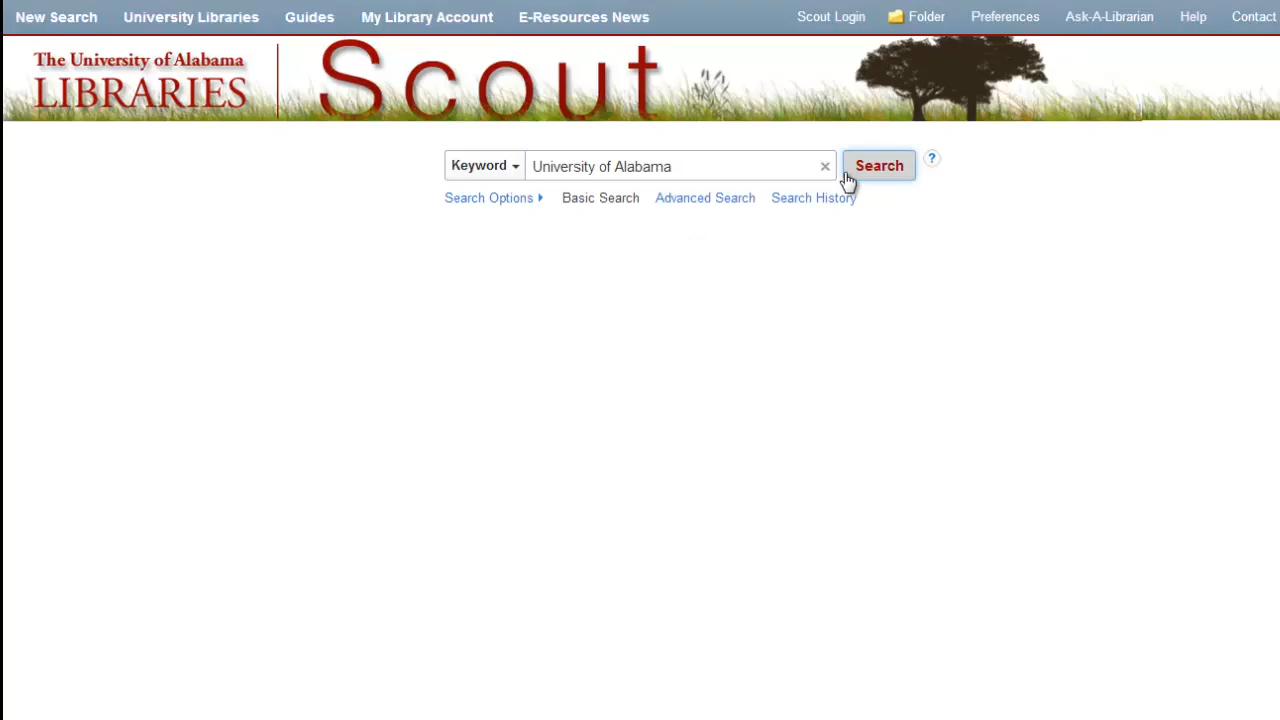 New Search University Libraries Guides My Library Account E-Resources News Scout Login Folder Preferences Ask-A-Librarian Help Contact
The University of Alabama
LIBRARIES
Scout
Keyword University of Alabama × Search ?
Search Options Basic Search Advanced Search Search History